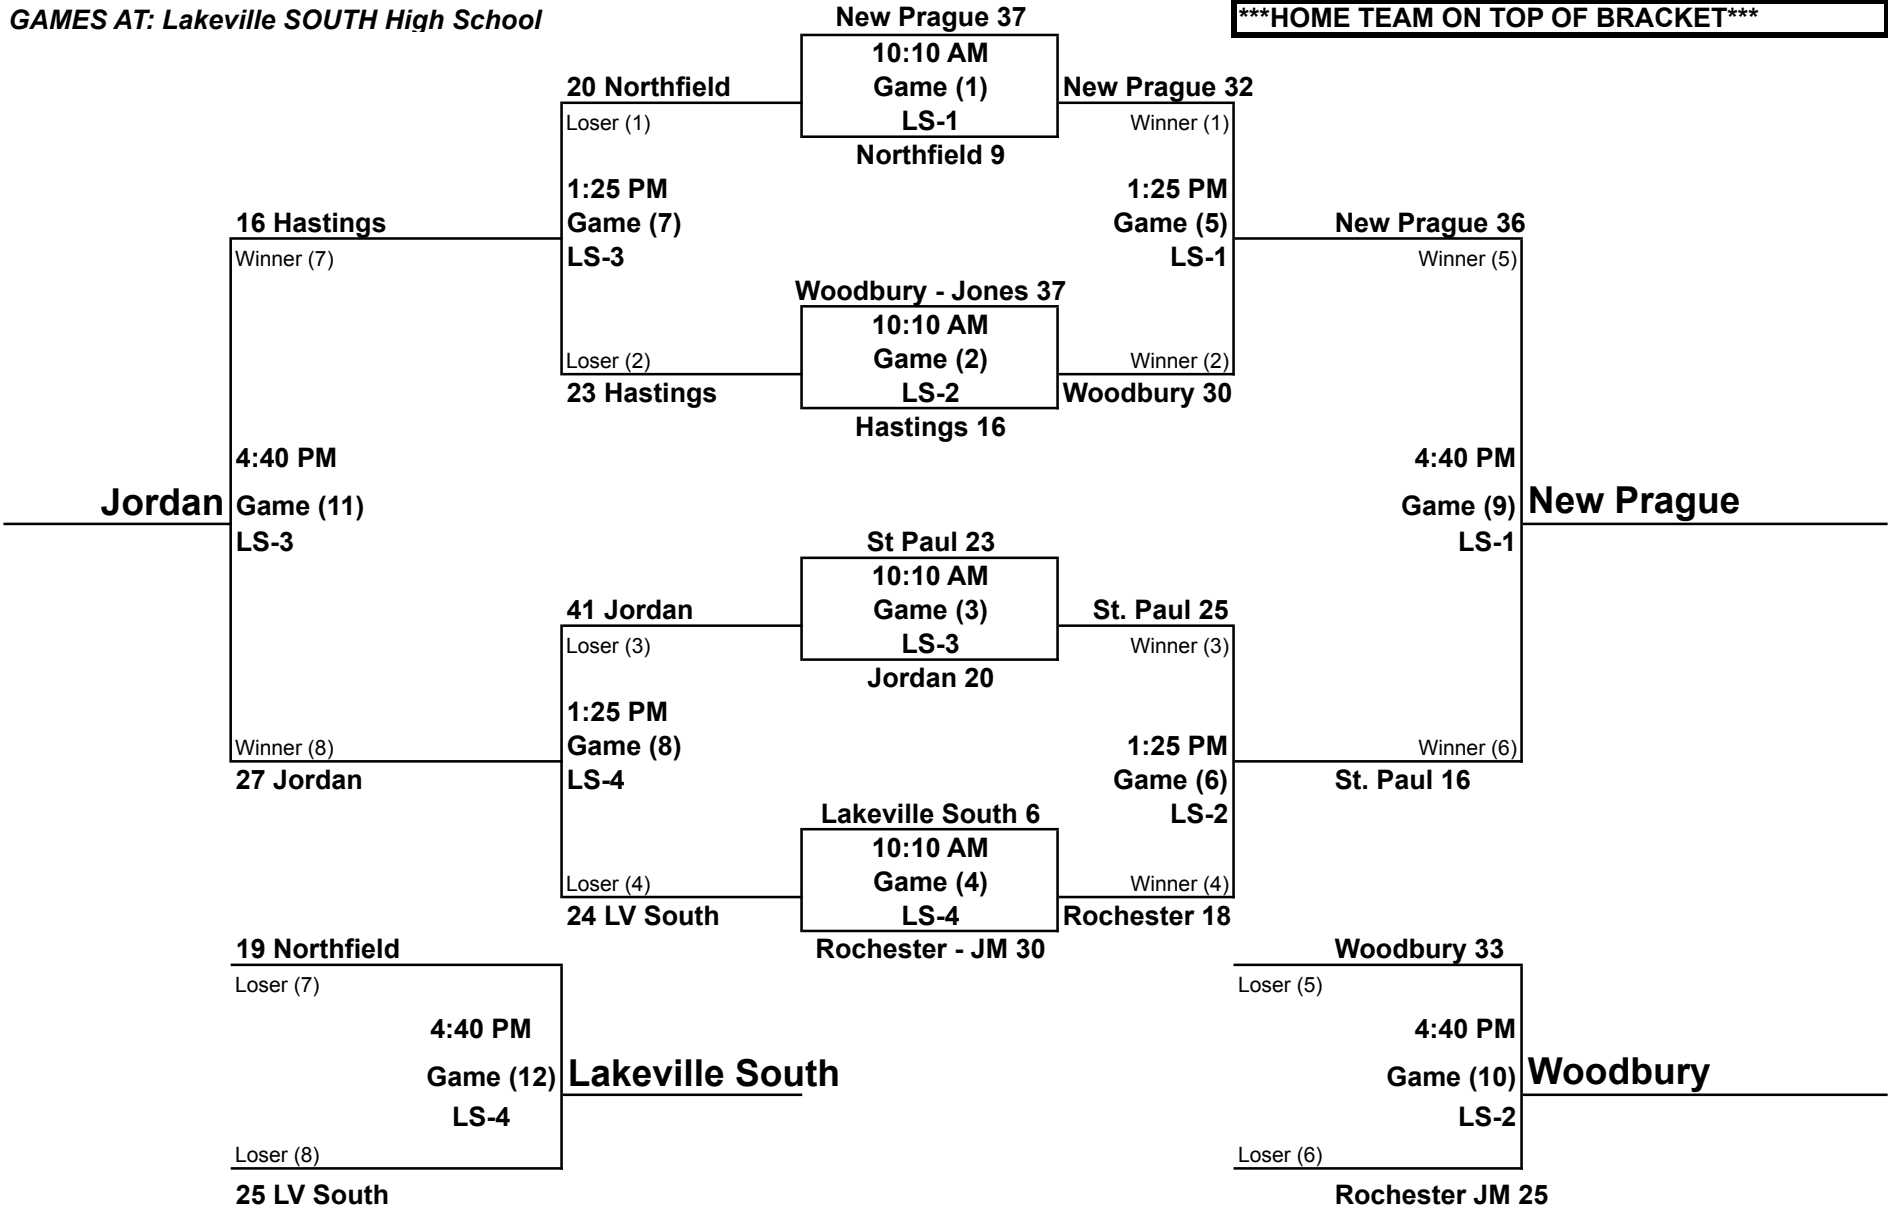 GAMES AT: Lakeville SOUTH High School
New Prague 37
***HOME TEAM ON TOP OF BRACKET***
10:10 AM
20 Northfield
Game (1)
New Prague 32
Loser (1)
LS-1
Winner (1)
Northfield 9
1:25 PM
1:25 PM
16 Hastings
Game (7)
Game (5)
New Prague 36
Winner (7)
LS-3
LS-1
Winner (5)
Woodbury - Jones 37
10:10 AM
Loser (2)
Game (2)
Winner (2)
23 Hastings
LS-2
Woodbury 30
Hastings 16
4:40 PM
4:40 PM
Jordan
Game (11)
Game (9)
New Prague
LS-3
St Paul 23
LS-1
10:10 AM
41 Jordan
Game (3)
St. Paul 25
Loser (3)
LS-3
Winner (3)
Jordan 20
1:25 PM
Winner (8)
Game (8)
1:25 PM
Winner (6)
27 Jordan
LS-4
Game (6)
St. Paul 16
Lakeville South 6
LS-2
10:10 AM
Loser (4)
Game (4)
Winner (4)
24 LV South
LS-4
Rochester 18
19 Northfield
Rochester - JM 30
Woodbury 33
Loser (7)
Loser (5)
4:40 PM
4:40 PM
Game (12)
Lakeville South
Game (10)
Woodbury
LS-4
LS-2
Loser (8)
Loser (6)
25 LV South
Rochester JM 25